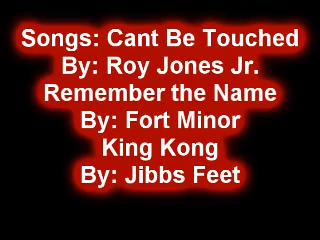 Songs: Cant Be Touched
By: Roy Jones Jr.
Remember the Name
By: Fort Minor
King Kong
By: Jibbs Feet